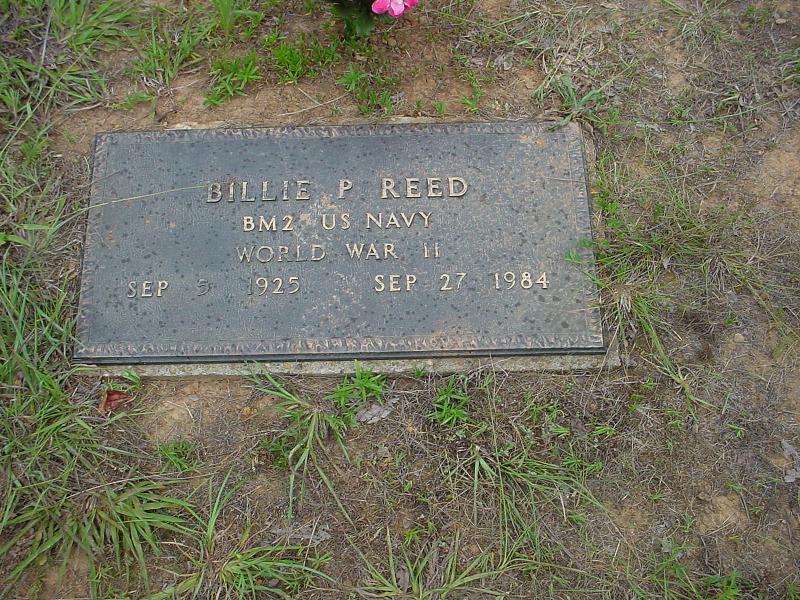 BILLIE P REED
BM2 US NAVY
WORLD WAR II
SEP 5 1925 SEP 27 1984